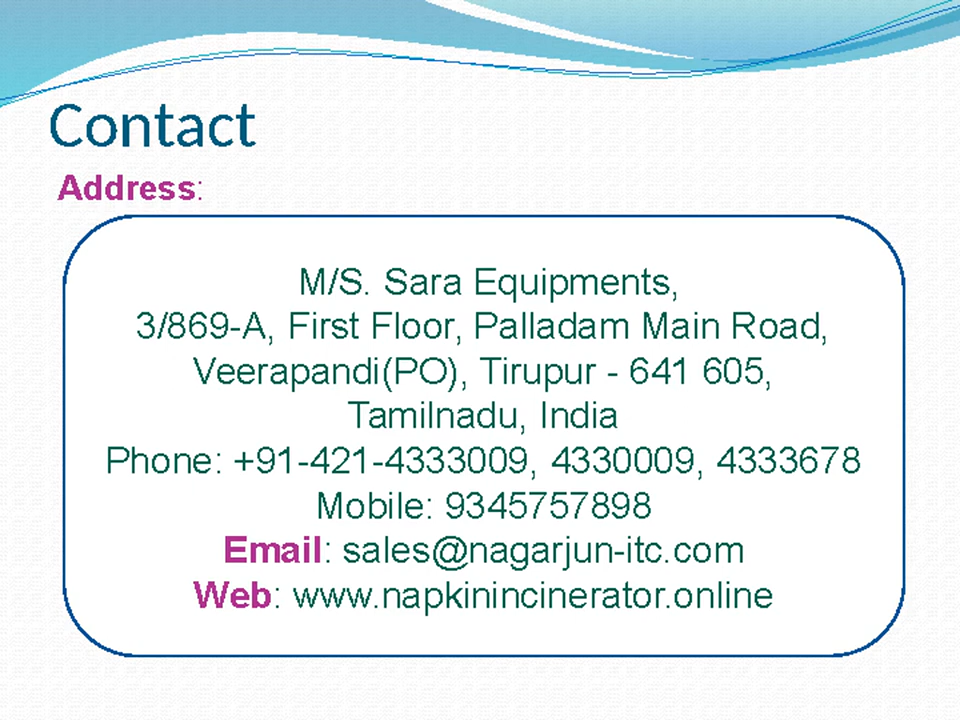 Contact
Address:
M/S. Sara Equipments,
3/869-A, First Floor, Palladam Main Road,
Veerapandi(PO), Tirupur - 641 605,
Tamilnadu, India
Phone: +91-421-4333009, 4330009, 4333678
Mobile: 9345757898
Email: sales@nagarjun-itc.com
Web: www.napkinincinerator.online